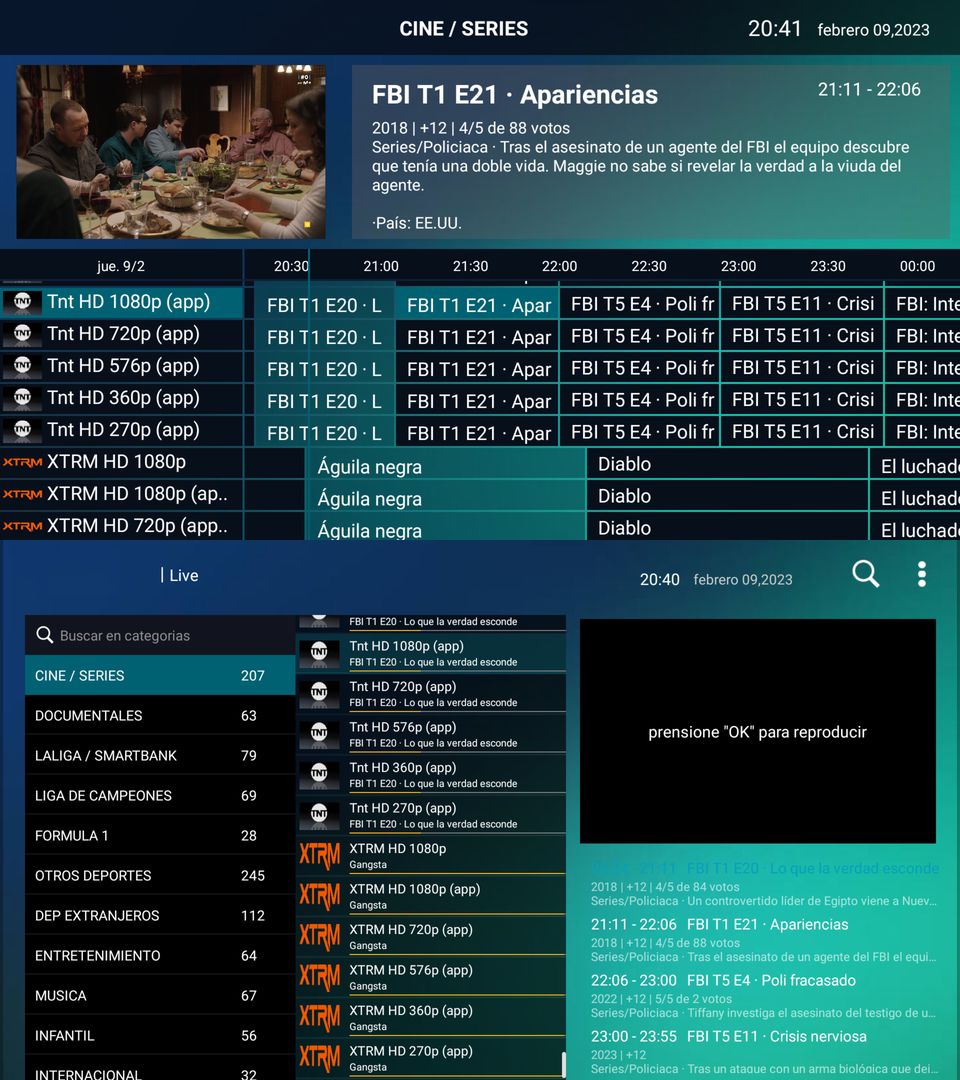 CINE / SERIES
20:41 febrero 09,2023
FBI T1 E21 · Apariencias
21:11 - 22:06
2018 | +12 | 4/5 de 88 votos
Series/Policiaca · Tras el asesinato de un agente del FBI el equipo descubre
que tenía una doble vida. Maggie no sabe si revelar la verdad a la viuda del
agente.
·País: EE.UU.
jue. 9/2 20:30 21:00 21:30 22:00 22:30 23:00 23:30 00:00
TNT Tnt HD 1080p (app) FBI T1 E20 · L FBI T1 E21 · Apar FBI T5 E4 · Poli fr FBI T5 E11 · Crisi FBI: Inte
TNT Tnt HD 720p (app) FBI T1 E20 · L FBI T1 E21 · Apar FBI T5 E4 · Poli fr FBI T5 E11 · Crisi FBI: Inte
TNT Tnt HD 576p (app) FBI T1 E20 · L FBI T1 E21 · Apar FBI T5 E4 · Poli fr FBI T5 E11 · Crisi FBI: Inte
TNT Tnt HD 360p (app) FBI T1 E20 · L FBI T1 E21 · Apar FBI T5 E4 · Poli fr FBI T5 E11 · Crisi FBI: Inte
TNT Tnt HD 270p (app) FBI T1 E20 · L FBI T1 E21 · Apar FBI T5 E4 · Poli fr FBI T5 E11 · Crisi FBI: Inte
XTRM XTRM HD 1080p Águila negra Diablo El luchad
XTRM XTRM HD 1080p (ap.. Águila negra Diablo El luchad
XTRM XTRM HD 720p (app.. Águila negra Diablo El luchad
| Live
20:40 febrero 09,2023
Buscar en categorias
CINE / SERIES 207
DOCUMENTALES 63
LALIGA / SMARTBANK 79
LIGA DE CAMPEONES 69
FORMULA 1 28
OTROS DEPORTES 245
DEP EXTRANJEROS 112
ENTRETENIMIENTO 64
MUSICA 67
INFANTIL 56
INTERNACIONAL 32
FBI T1 E20 · Lo que la verdad esconde
TNT Tnt HD 1080p (app)
FBI T1 E20 · Lo que la verdad esconde
TNT Tnt HD 720p (app)
FBI T1 E20 · Lo que la verdad esconde
TNT Tnt HD 576p (app)
FBI T1 E20 · Lo que la verdad esconde
TNT Tnt HD 360p (app)
FBI T1 E20 · Lo que la verdad esconde
TNT Tnt HD 270p (app)
FBI T1 E20 · Lo que la verdad esconde
XTRM XTRM HD 1080p
Gangsta
XTRM XTRM HD 1080p (app)
Gangsta
XTRM XTRM HD 720p (app)
Gangsta
XTRM XTRM HD 576p (app)
Gangsta
XTRM XTRM HD 360p (app)
Gangsta
XTRM XTRM HD 270p (app)
Gangsta
prensione "OK" para reproducir
21:11 FBI T1 E20 · Lo que la verdad esconde
2018 | +12 | 4/5 de 84 votos
Series/Policiaca · Un controvertido líder de Egipto viene a Nuev...
21:11 - 22:06 FBI T1 E21 · Apariencias
2018 | +12 | 4/5 de 88 votos
Series/Policiaca · Tras el asesinato de un agente del FBI el equi...
22:06 - 23:00 FBI T5 E4 · Poli fracasado
2022 | +12 | 5/5 de 2 votos
Series/Policiaca · Tiffany investiga el asesinato del testigo de u...
23:00 - 23:55 FBI T5 E11 · Crisis nerviosa
2023 | +12
Series/Policiaca · Tras un ataque con un arma biológica que dei...